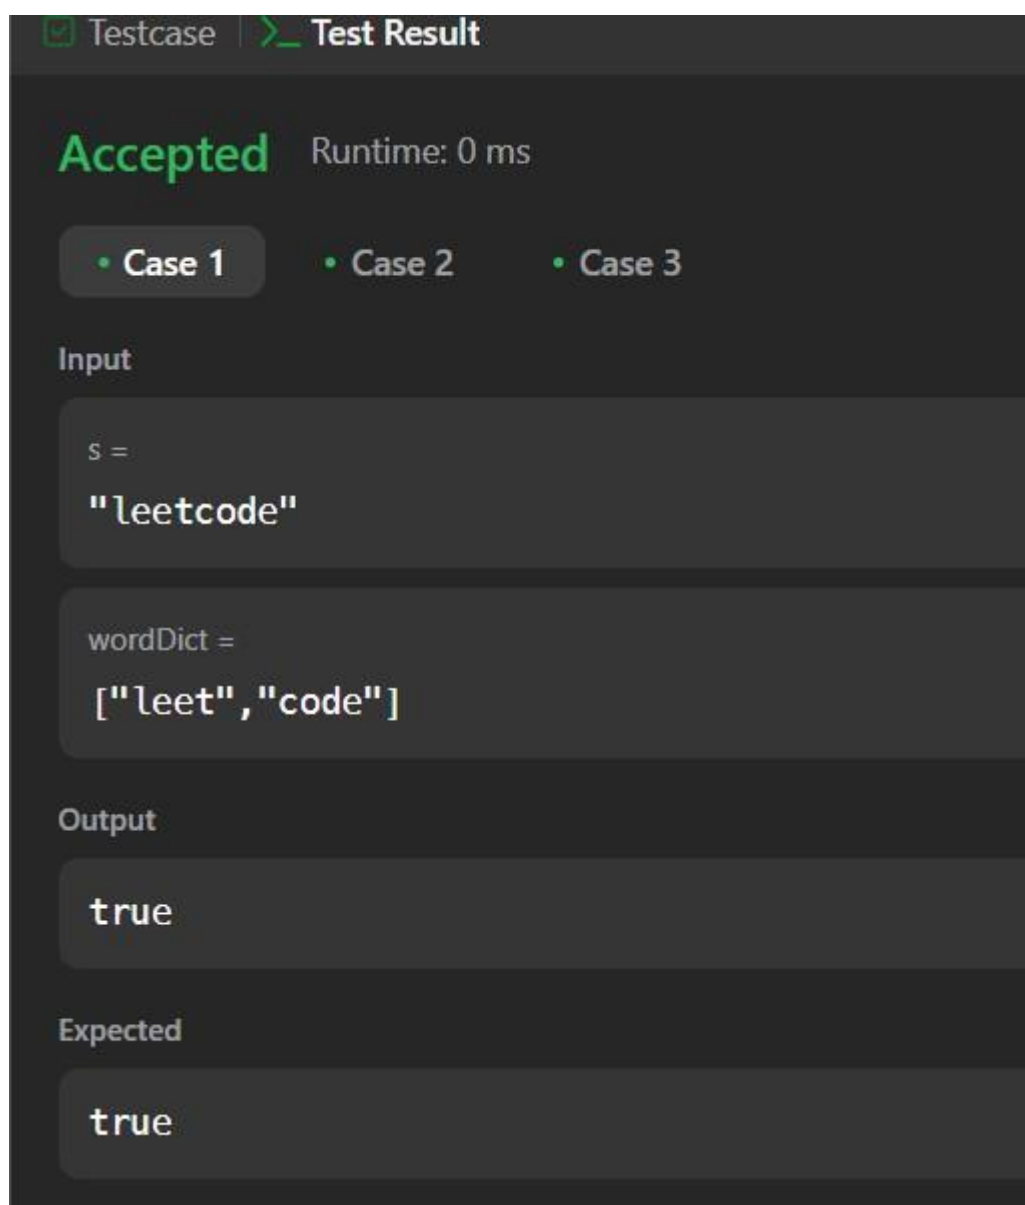 Testcase >_ Test Result
Accepted Runtime: 0 ms
• Case 1 • Case 2 • Case 3
Input
s =
"leetcode"
wordDict =
["leet","code"]
Output
true
Expected
true